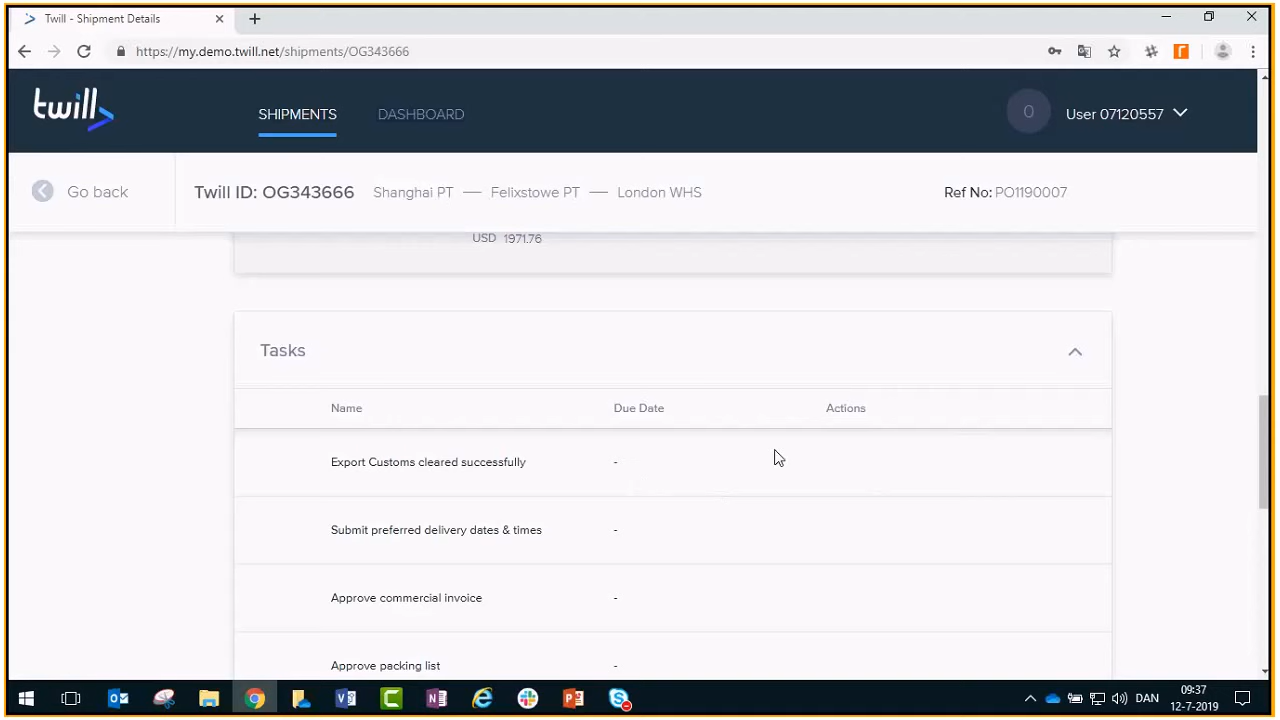 Twill - Shipment Details
https://my.demo.twill.net/shipments/OG343666
twill
SHIPMENTS
DASHBOARD
0
User 07120557
Go back
Twill ID: OG343666
Shanghai PT — Felixstowe PT — London WHS
Ref No: PO1190007
USD 1971.76
Tasks
Name Due Date Actions
Export Customs cleared successfully -
Submit preferred delivery dates & times -
Approve commercial invoice -
Approve packing list -
DAN
09:37
12-7-2019